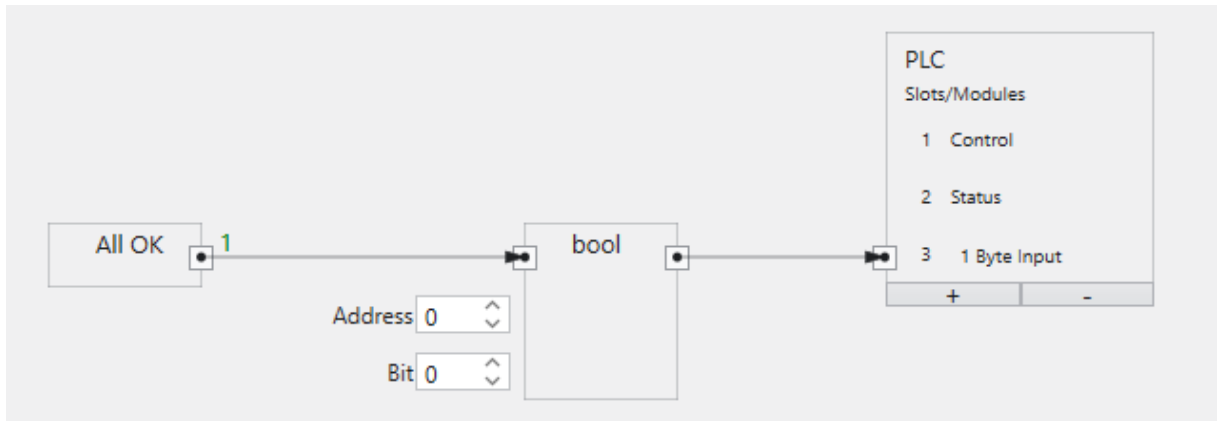 PLC
Slots/Modules
1 Control
2 Status
All OK 1 bool
3 1 Byte Input
+ -
Address 0
Bit 0